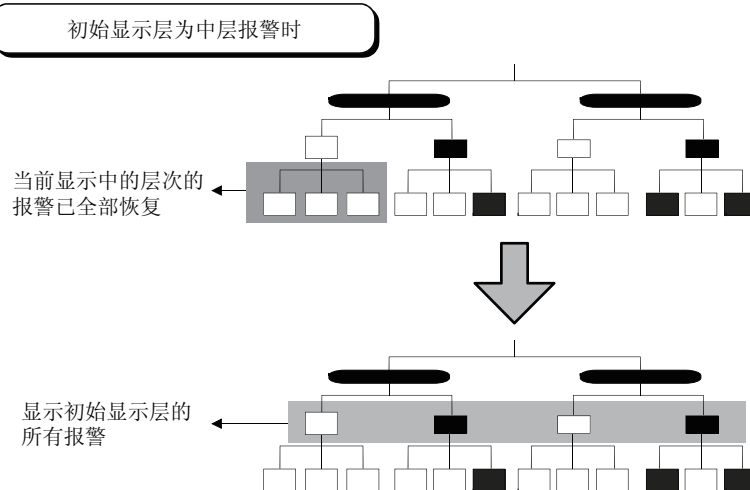 初始显示层为中层报警时
当前显示中的层次的
报警已全部恢复
显示初始显示层的
所有报警